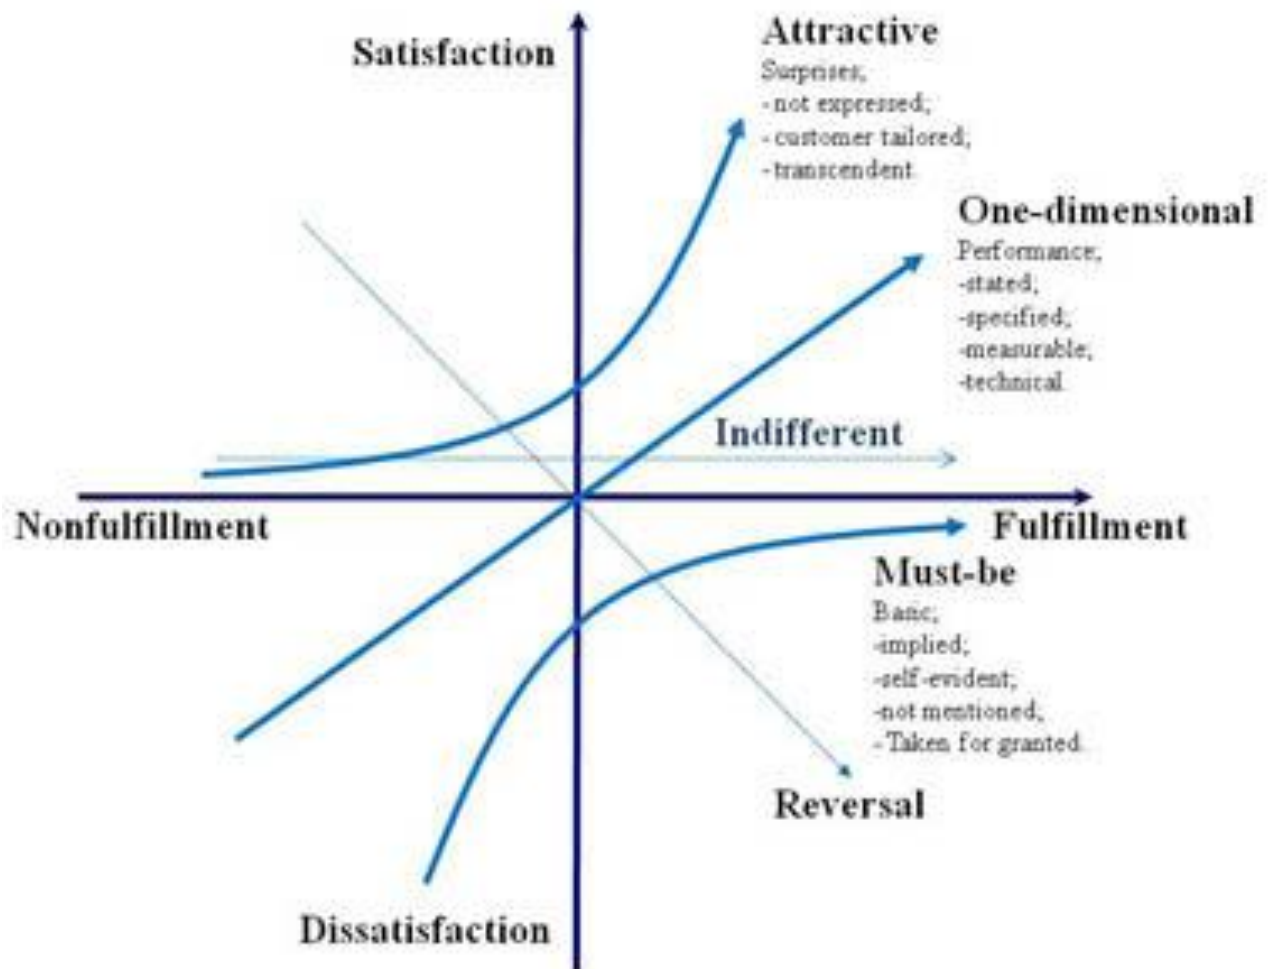 Satisfaction
Attractive
Surprises;
-not expressed;
-customer tailored;
-transcendent.
One-dimensional
Performance;
-stated;
-specified;
-measurable;
-technical.
Indifferent
Nonfulfillment
Fulfillment
Must-be
Basic;
-implied;
-self-evident;
-not mentioned;
-Taken for granted.
Reversal
Dissatisfaction